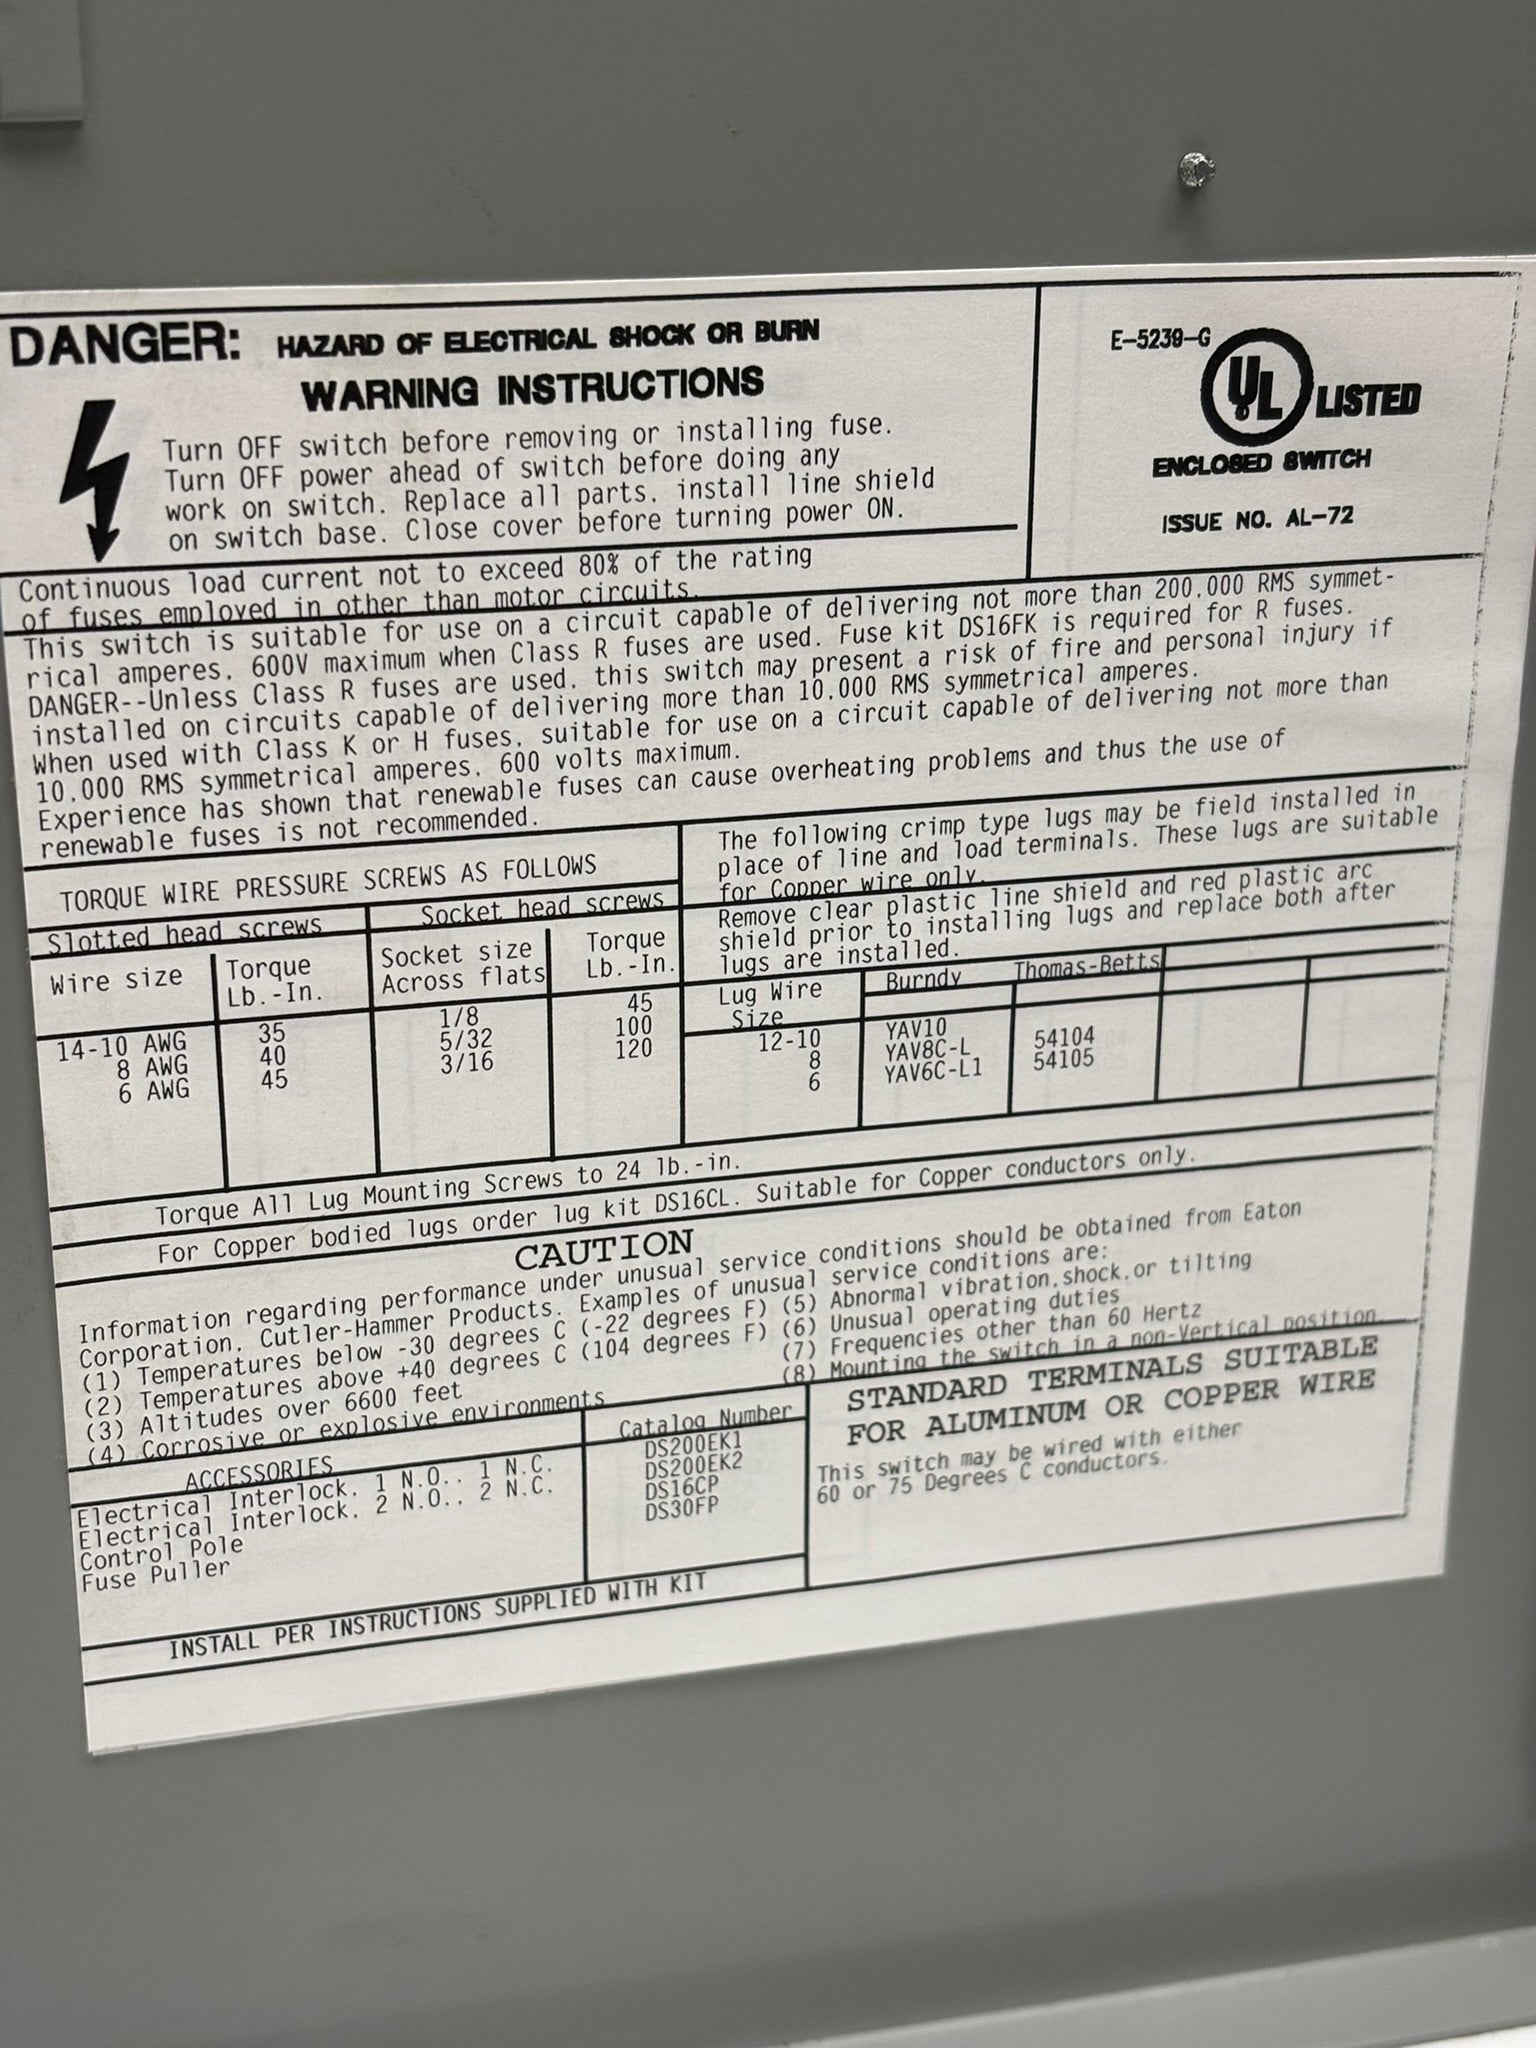 DANGER: HAZARD OF ELECTRICAL SHOCK OR BURN
WARNING INSTRUCTIONS
Turn OFF switch before removing or installing fuse.
Turn OFF power ahead of switch before doing any
work on switch. Replace all parts. install line shield
on switch base. Close cover before turning power ON.
E-5239-G
UL LISTED
ENCLOSED SWITCH
ISSUE NO. AL-72
Continuous load current not to exceed 80% of the rating
of fuses employed in other than motor circuits.
This switch is suitable for use on a circuit capable of delivering not more than 200.000 RMS symmet-
rical amperes. 600V maximum when Class R fuses are used. Fuse kit DS16FK is required for R fuses.
DANGER--Unless Class R fuses are used. this switch may present a risk of fire and personal injury if
installed on circuits capable of delivering more than 10.000 RMS symmetrical amperes.
When used with Class K or H fuses. suitable for use on a circuit capable of delivering not more than
10.000 RMS symmetrical amperes. 600 volts maximum.
Experience has shown that renewable fuses can cause overheating problems and thus the use of
renewable fuses is not recommended.
TORQUE WIRE PRESSURE SCREWS AS FOLLOWS
Slotted head screws Socket head screws
Wire size Torque Lb.-In. Socket size Across flats Torque Lb.-In.
14-10 AWG 35 1/8 45
8 AWG 40 5/32 100
6 AWG 45 3/16 120
The following crimp type lugs may be field installed in
place of line and load terminals. These lugs are suitable
for Copper wire only.
Remove clear plastic line shield and red plastic arc
shield prior to installing lugs and replace both after
lugs are installed.
Lug Wire Size Burndy Thomas-Betts
12-10 YAV10
8 YAV8C-L 54104
6 YAV6C-L1 54105
Torque All Lug Mounting Screws to 24 lb.-in.
For Copper bodied lugs order lug kit DS16CL. Suitable for Copper conductors only.
CAUTION
Information regarding performance under unusual service conditions should be obtained from Eaton
Corporation. Cutler-Hammer Products. Examples of unusual service conditions are:
(1) Temperatures below -30 degrees C (-22 degrees F) (5) Abnormal vibration.shock.or tilting
(2) Temperatures above +40 degrees C (104 degrees F) (6) Unusual operating duties
(3) Altitudes over 6600 feet (7) Frequencies other than 60 Hertz
(4) Corrosive or explosive environments (8) Mounting the switch in a non-Vertical position.
ACCESSORIES Catalog Number
Electrical Interlock. 1 N.O.. 1 N.C. DS200EK1
Electrical Interlock. 2 N.O.. 2 N.C. DS200EK2
Control Pole DS16CP
Fuse Puller DS30FP
STANDARD TERMINALS SUITABLE
FOR ALUMINUM OR COPPER WIRE
This switch may be wired with either
60 or 75 Degrees C conductors.
INSTALL PER INSTRUCTIONS SUPPLIED WITH KIT